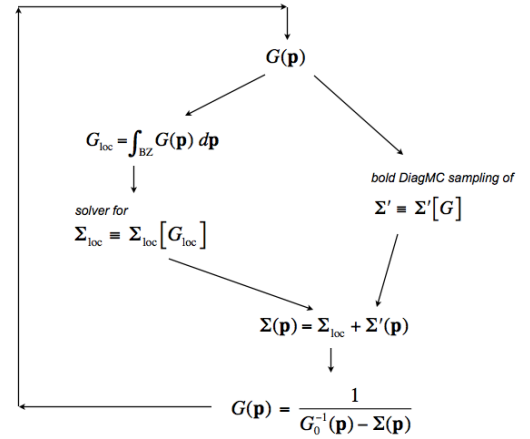 G(p)
G_loc = ∫_BZ G(p) dp
bold DiagMC sampling of
Σ′ ≡ Σ′[G]
solver for
Σ_loc ≡ Σ_loc[G_loc]
Σ(p) = Σ_loc + Σ′(p)
G(p) = 1 / (G_0^{-1}(p) − Σ(p))